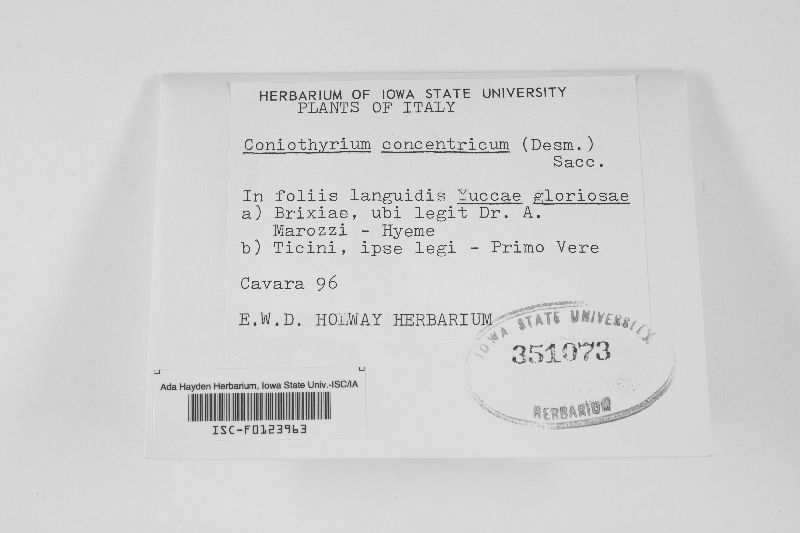 HERBARIUM OF IOWA STATE UNIVERSITY
PLANTS OF ITALY
Coniothyrium concentricum (Desm.)
Sacc.
In foliis languidis Yuccae gloriosae
a) Brixiae, ubi legit Dr. A.
Marozzi - Hyeme
b) Ticini, ipse legi - Primo Vere
Cavara 96
E.W.D. HOLWAY HERBARIUM
IOWA STATE UNIVERSITY
351073
HERBARIUM
Ada Hayden Herbarium, Iowa State Univ.-ISC/IA
ISC-F0123963